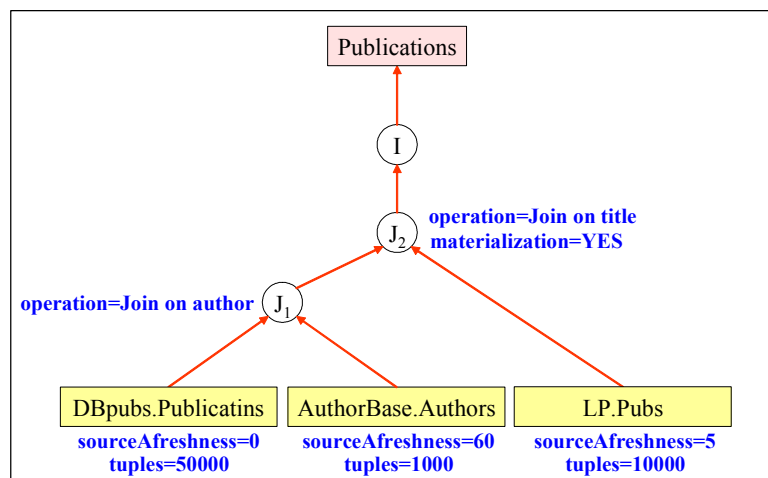 Publications
I
operation=Join on title
materialization=YES
J2
operation=Join on author
J1
DBpubs.Publicatins
AuthorBase.Authors
LP.Pubs
sourceAfreshness=0
tuples=50000
sourceAfreshness=60
tuples=1000
sourceAfreshness=5
tuples=10000